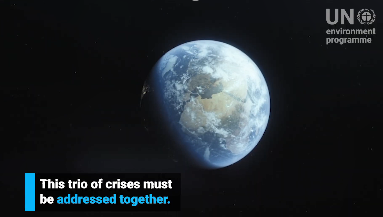 UN
environment
programme
This trio of crises must
be addressed together.